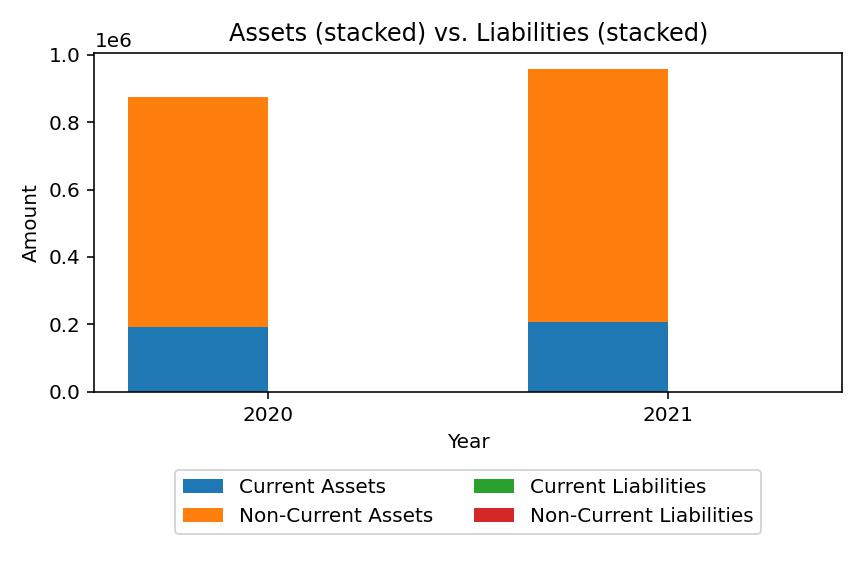 Assets (stacked) vs. Liabilities (stacked)
1e6
1.0
0.8
0.6
0.4
0.2
0.0
Amount
2020
2021
Year
Current Assets
Non-Current Assets
Current Liabilities
Non-Current Liabilities